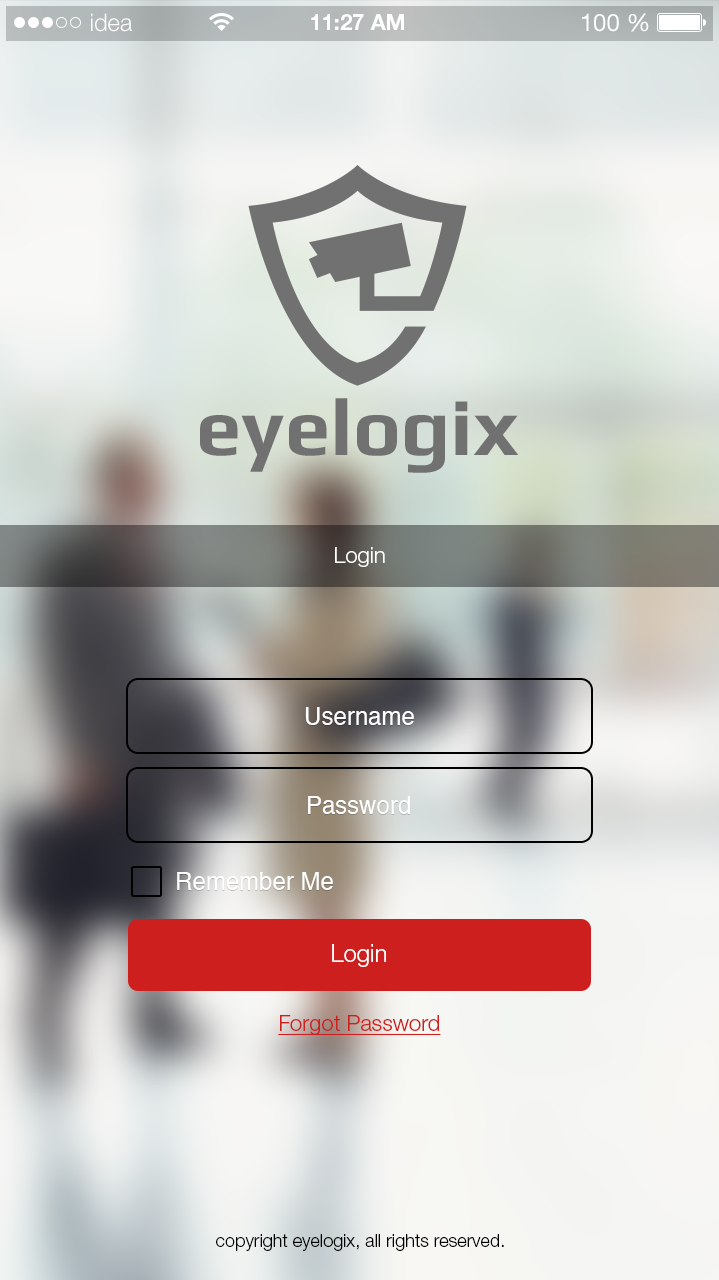 idea 11:27 AM 100 %
eyelogix
Login
Username
Password
Remember Me
Login
Forgot Password
copyright eyelogix, all rights reserved.